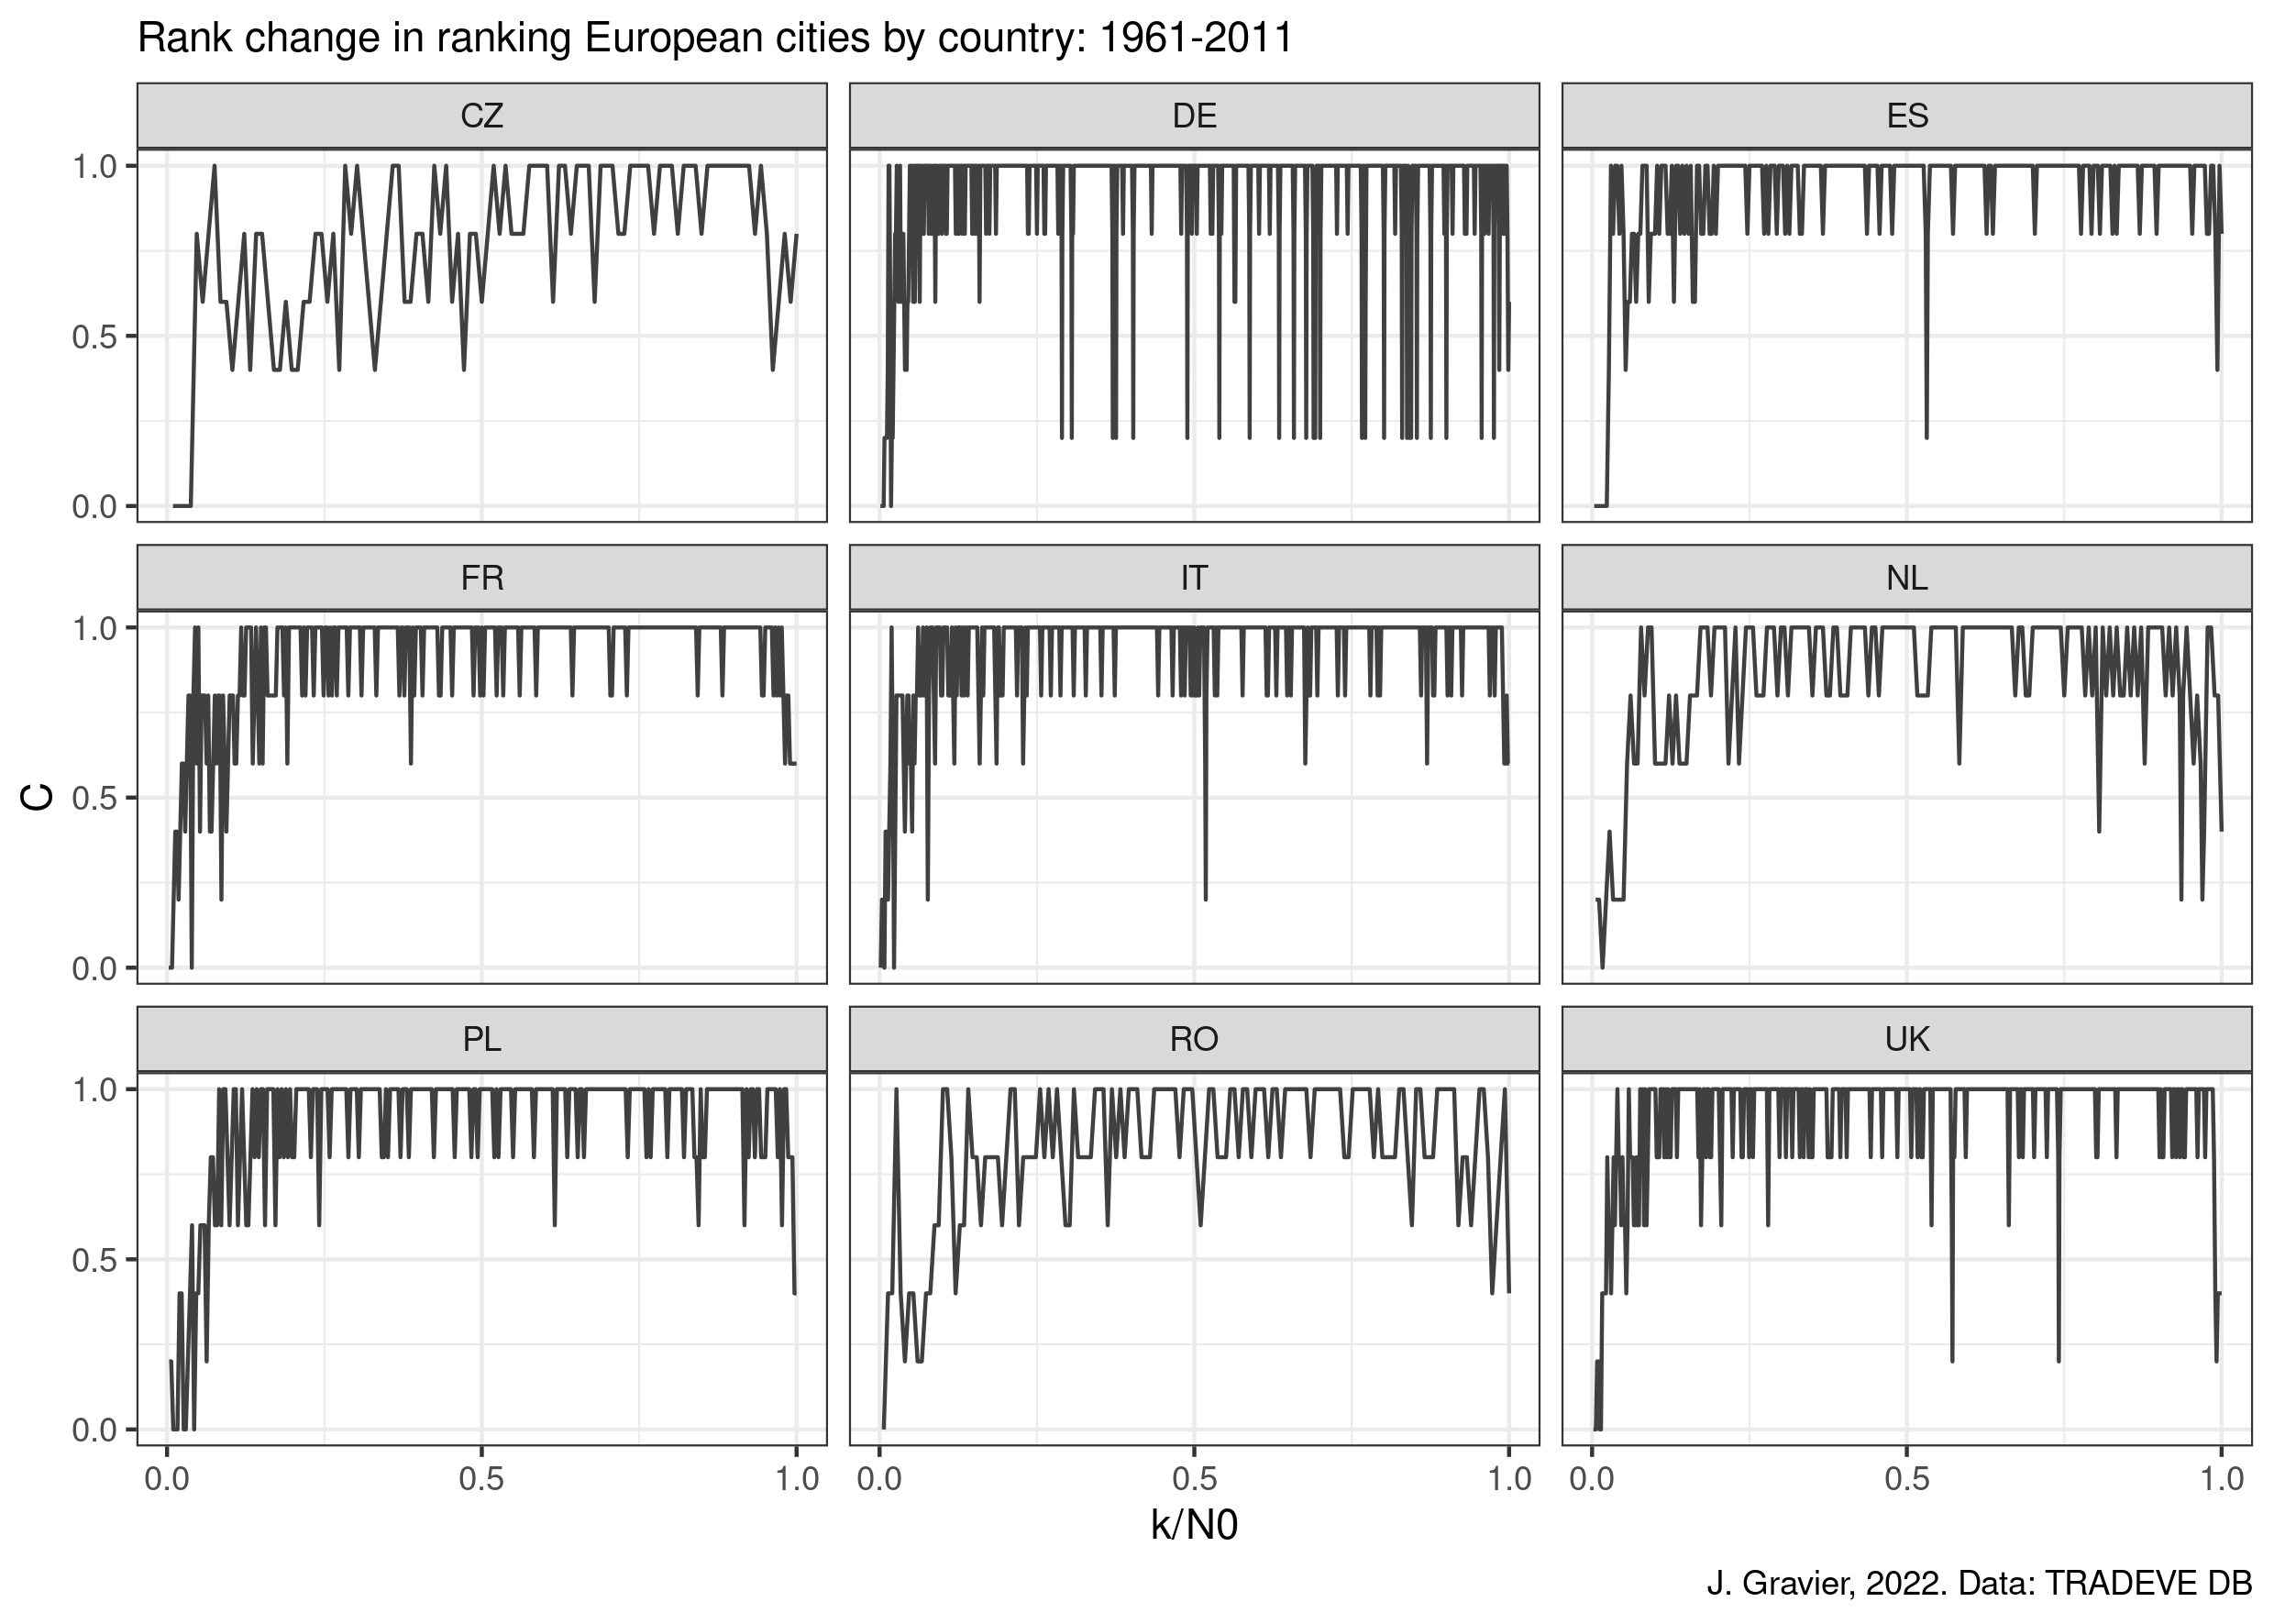 Rank change in ranking European cities by country: 1961-2011
CZ DE ES
1.0
0.5
0.0
FR IT NL
1.0
0.5
0.0
C
PL RO UK
1.0
0.5
0.0
0.0 0.5 1.0 0.0 0.5 1.0 0.0 0.5 1.0
k/N0
J. Gravier, 2022. Data: TRADEVE DB